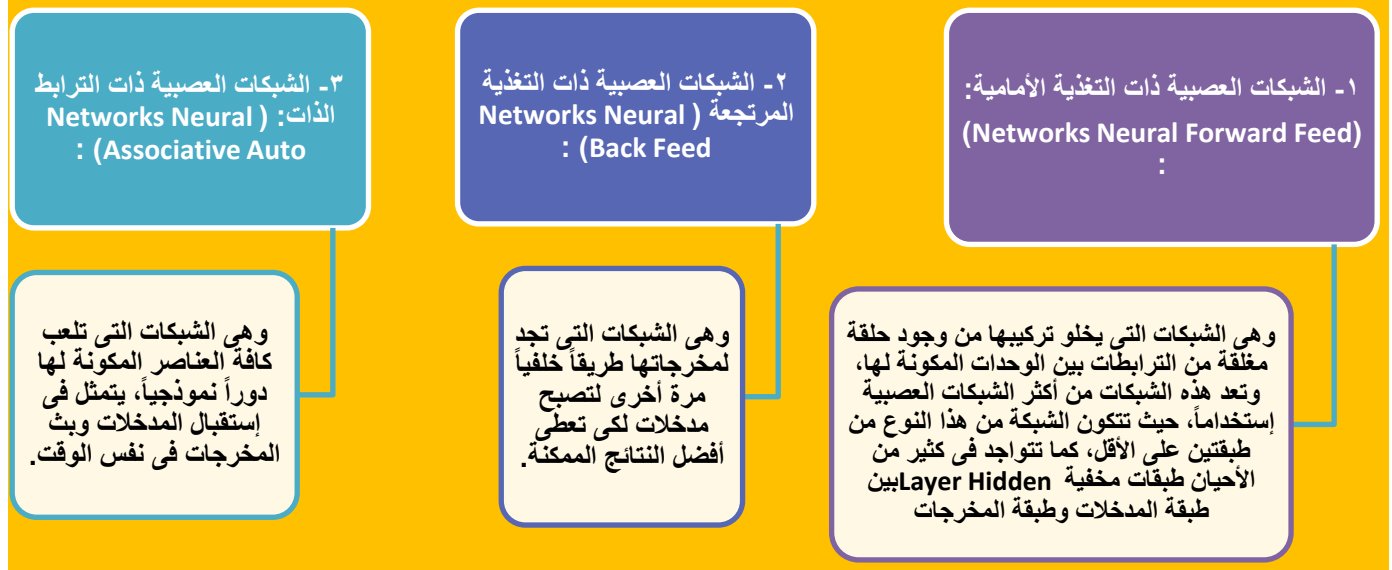 ١- الشبكات العصبية ذات التغذية الأمامية:
(Networks Neural Forward Feed)
:
وهى الشبكات التى يخلو تركيبها من وجود حلقة
مغلقة من الترابطات بين الوحدات المكونة لها،
وتعد هذه الشبكات من أكثر الشبكات العصبية
إستخداماً، حيث تتكون الشبكة من هذا النوع من
طبقتين على الأقل، كما تتواجد فى كثير من
الأحيان طبقات مخفية Layer Hiddenبين
طبقة المدخلات وطبقة المخرجات
٢- الشبكات العصبية ذات التغذية
المرتجعة ( Networks Neural
Back Feed) :
وهى الشبكات التى تجد
لمخرجاتها طريقاً خلفياً
مرة أخرى لتصبح
مدخلات لكى تعطى
أفضل النتائج الممكنة.
٣- الشبكات العصبية ذات الترابط
الذات: ( Networks Neural
Associative Auto) :
وهى الشبكات التى تلعب
كافة العناصر المكونة لها
دوراً نموذجياً، يتمثل فى
إستقبال المدخلات وبث
المخرجات فى نفس الوقت.